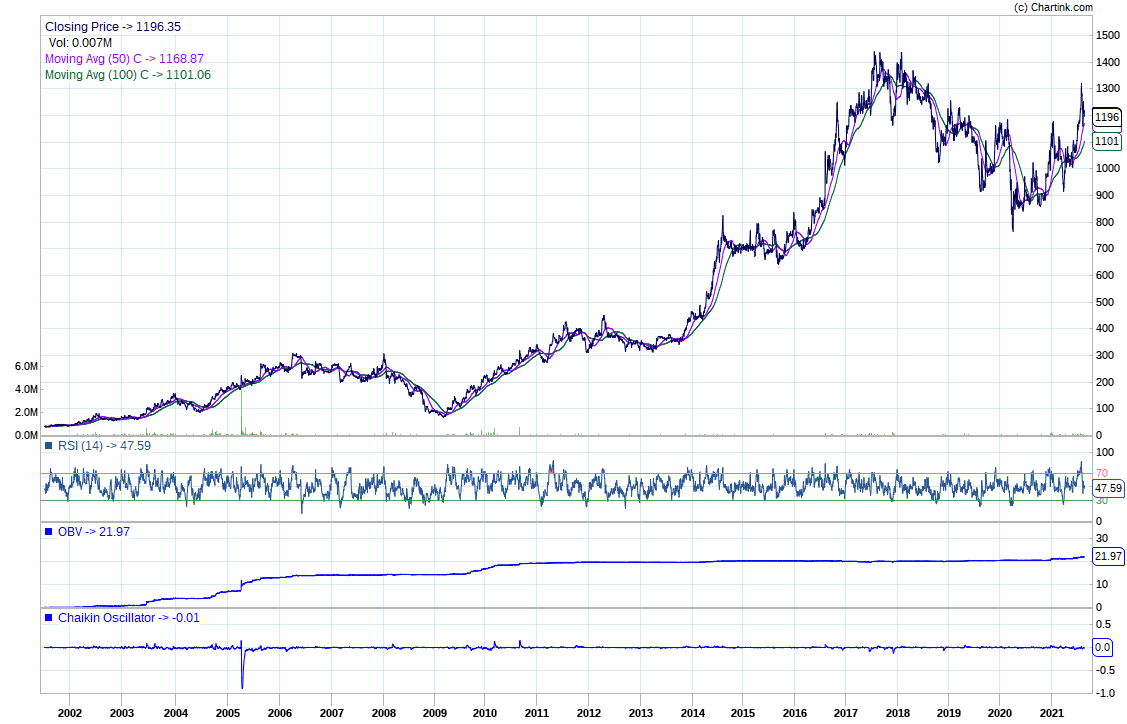 (c) Chartink.com
Closing Price -> 1196.35
Vol: 0.007M
Moving Avg (50) C -> 1168.87
Moving Avg (100) C -> 1101.06
1500
1400
1300
1196
1101
1000
900
800
700
600
500
400
300
200
100
0
6.0M
4.0M
2.0M
0.0M
RSI (14) -> 47.59
100
70
47.59
30
0
OBV -> 21.97
30
21.97
10
0
Chaikin Oscillator -> -0.01
0.5
0.0
-0.5
-1.0
2002 2003 2004 2005 2006 2007 2008 2009 2010 2011 2012 2013 2014 2015 2016 2017 2018 2019 2020 2021